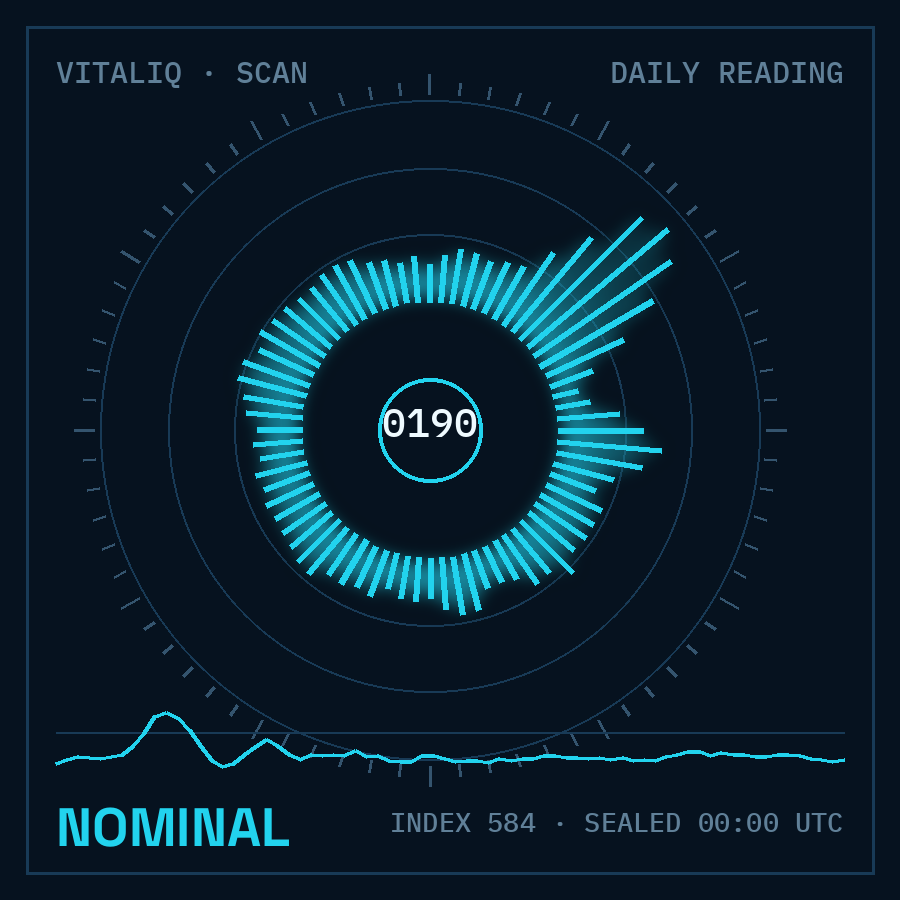 VITALIQ · SCAN
DAILY READING
0190
NOMINAL
INDEX 584 · SEALED 00:00 UTC